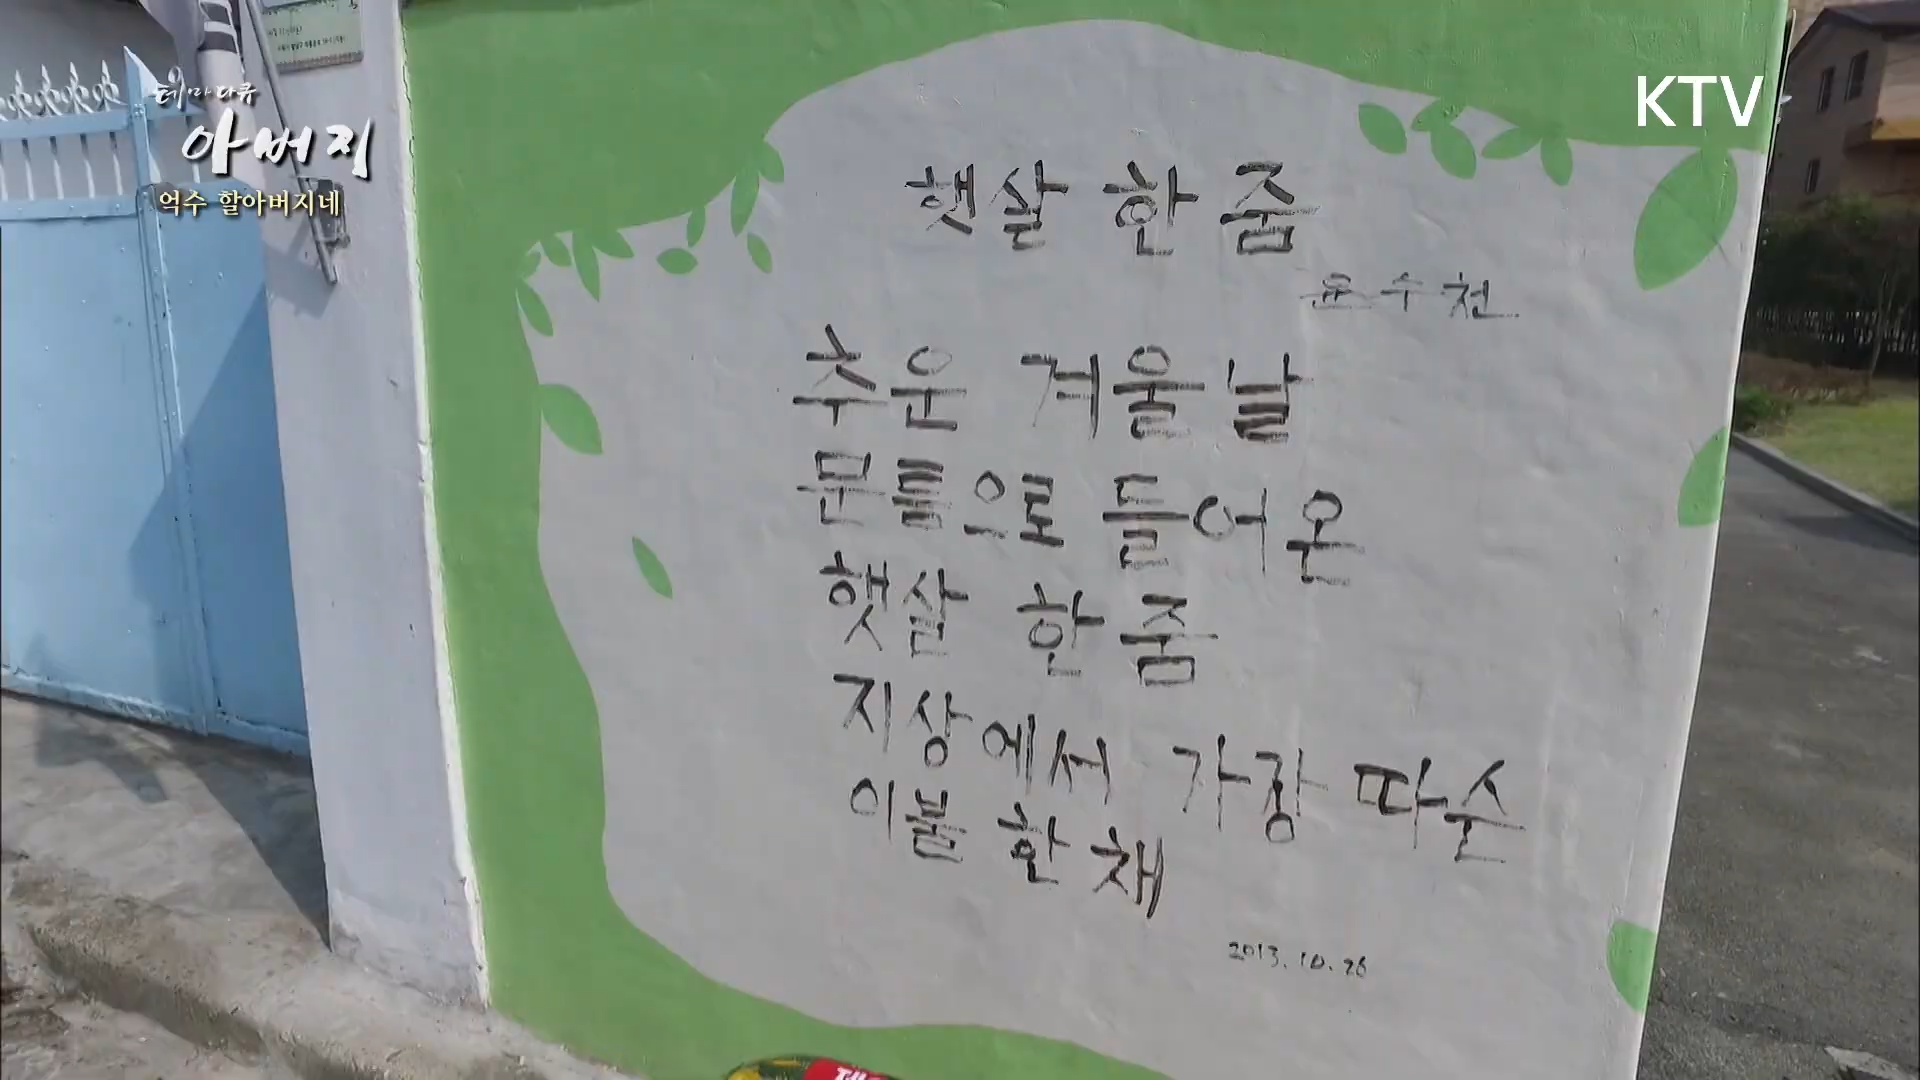 테마다큐
아버지
억수 할아버지네
KTV
햇살 한 줌
윤수천
추운 겨울날
문틈으로 들어온
햇살 한 줌
지상에서 가장 따순
이불 한 채
2013. 10. 26